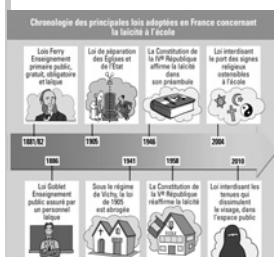 Chronologie des principales lois adoptées en France concernant
la laïcité à l'école
Lois Ferry
Enseignement
primaire public,
gratuit, obligatoire
et laïque
Loi de séparation
des Eglises et
de l'État
La Constitution de
la IVe République
affirme la laïcité
dans
son préambule
Loi interdisant
le port des signes
religieux
ostensibles
à l'école
1881/82
1905
1946
2004
1886
1941
1958
2010
Loi Goblet
Enseignement
public assuré par
un personnel
laïque
Sous le régime
de Vichy, la loi
de 1905
est abrogée
La Constitution de
la Ve République
réaffirme la laïcité
Loi interdisant les
tenues qui
dissimulent
le visage, dans
l'espace public